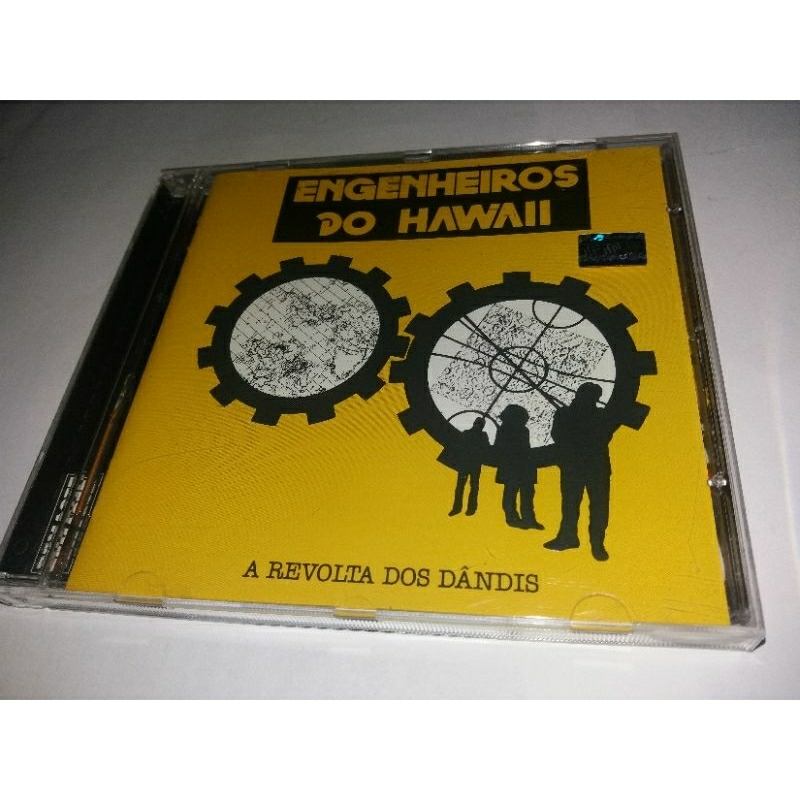 ENGENHEIROS
DO HAWAII
A REVOLTA DOS DÂNDIS